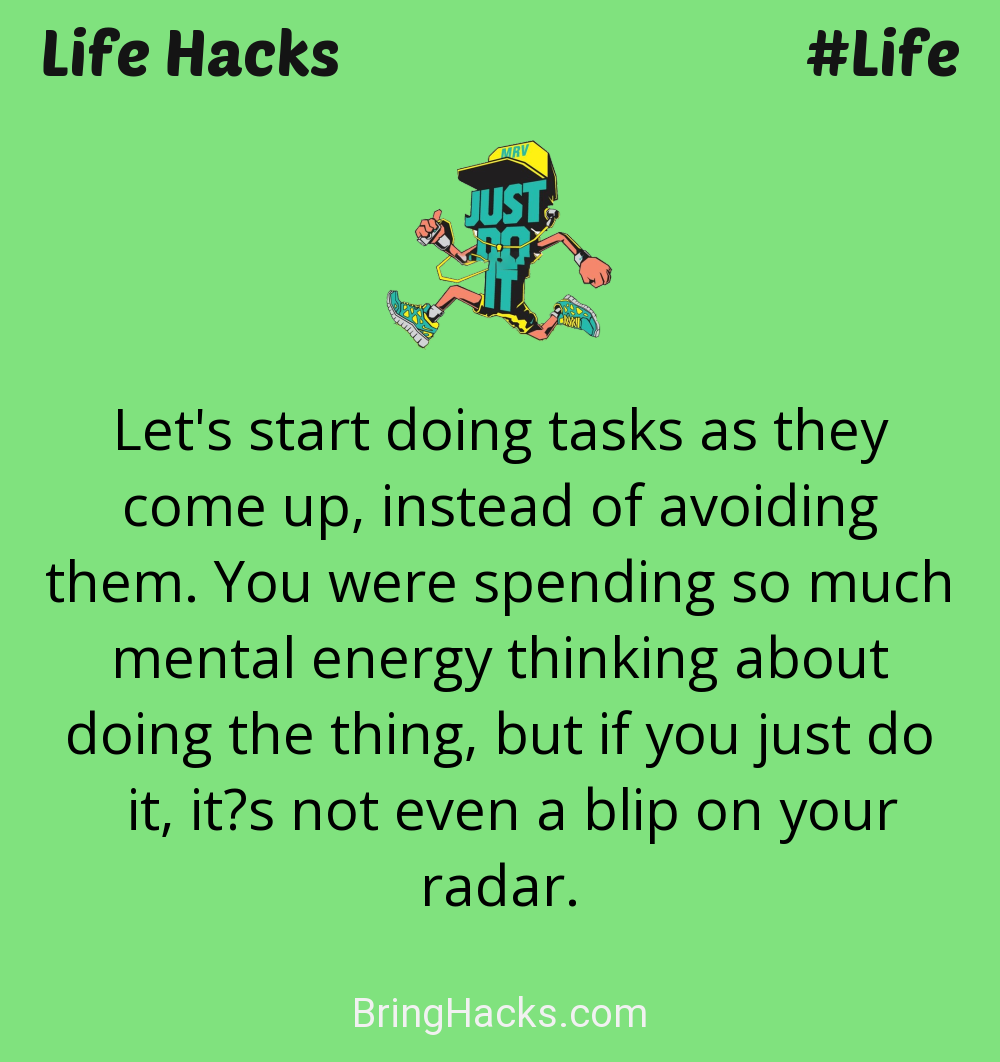 Life Hacks
#Life
MRV
JUST
DO
IT
Let's start doing tasks as they
come up, instead of avoiding
them. You were spending so much
mental energy thinking about
doing the thing, but if you just do
it, it?s not even a blip on your
radar.
BringHacks.com